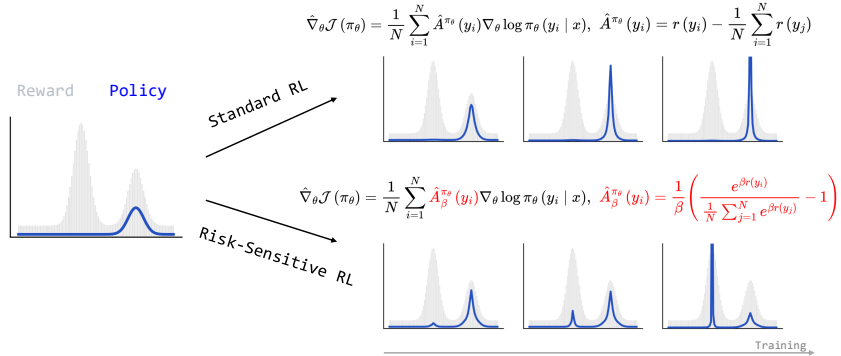 ∇̂_θ𝒥(π_θ) = 1/N ∑_{i=1}^{N} Â^{π_θ}(y_i)∇_θ log π_θ(y_i | x), Â^{π_θ}(y_i) = r(y_i) − 1/N ∑_{i=1}^{N} r(y_j)
Reward Policy
Standard RL
∇̂_θ𝒥(π_θ) = 1/N ∑_{i=1}^{N} Â_β^{π_θ}(y_i)∇_θ log π_θ(y_i | x), Â_β^{π_θ}(y_i) = 1/β ( e^{βr(y_i)} / (1/N ∑_{j=1}^{N} e^{βr(y_j)}) − 1 )
Risk-Sensitive RL
Training